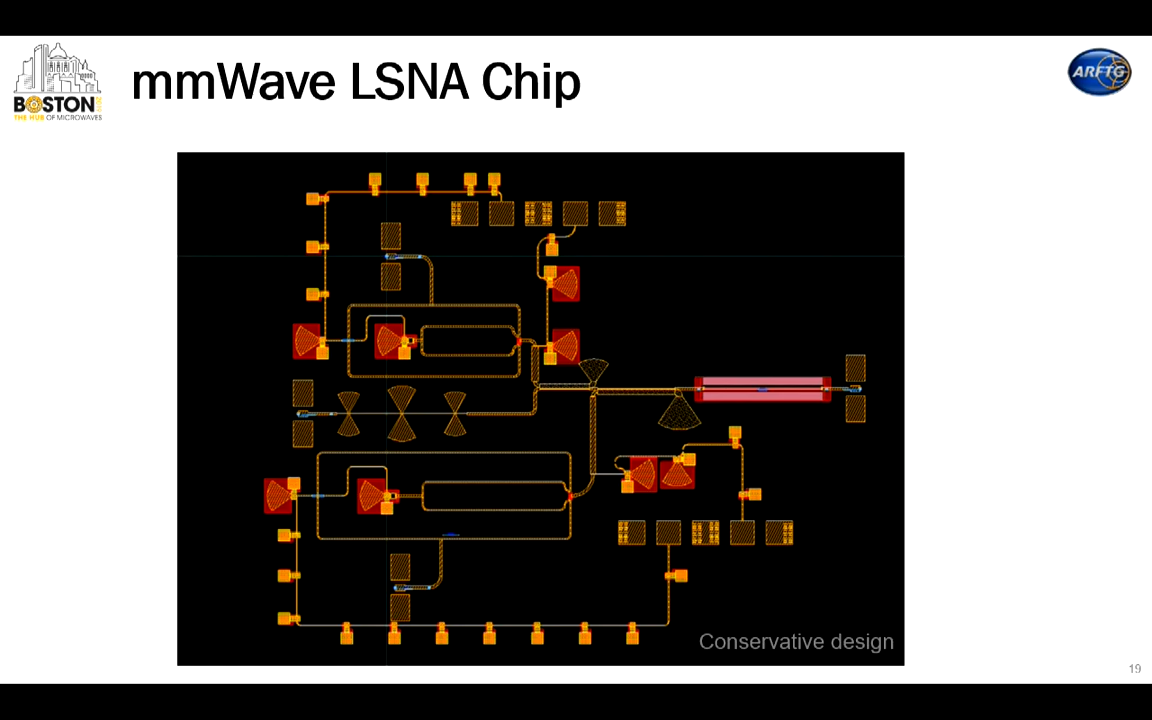 mmWave LSNA Chip
BOSTON
THE HUB OF MICROWAVES
ARFTG
Conservative design
19